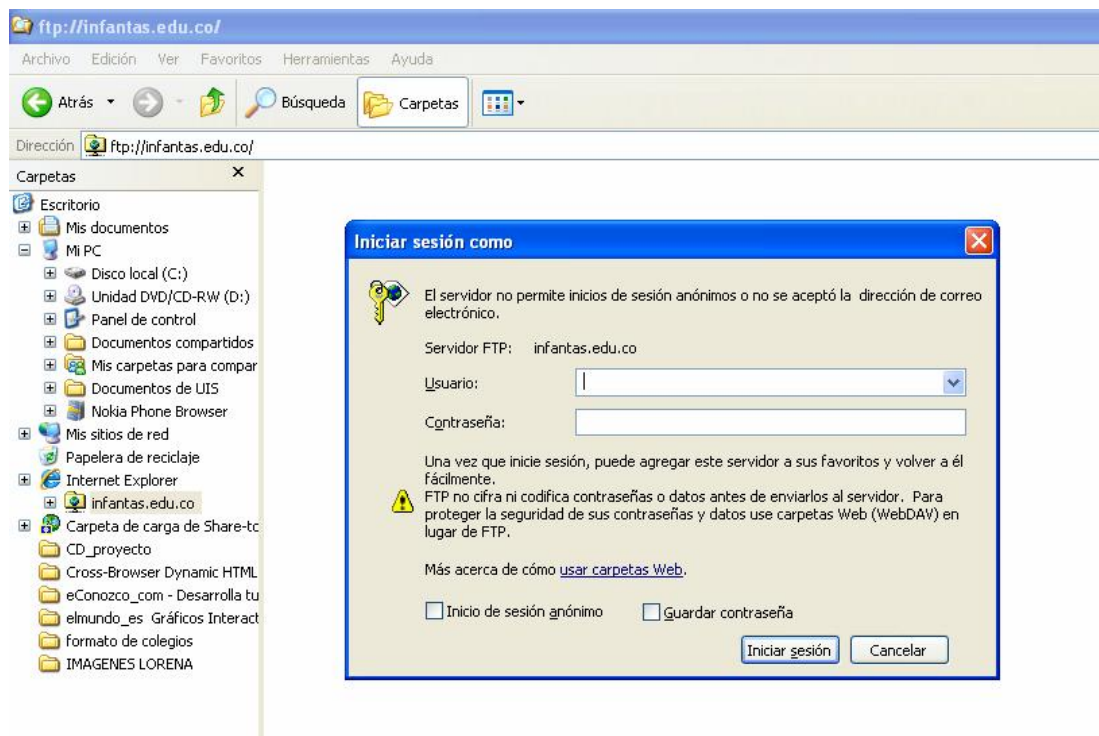 ftp://infantas.edu.co/
Archivo Edición Ver Favoritos Herramientas Ayuda
Atrás Búsqueda Carpetas
Dirección ftp://infantas.edu.co/
Carpetas x
Escritorio
Mis documentos
Mi PC
Disco local (C:)
Unidad DVD/CD-RW (D:)
Panel de control
Documentos compartidos
Mis carpetas para compar
Documentos de UIS
Nokia Phone Browser
Mis sitios de red
Papelera de reciclaje
Internet Explorer
infantas.edu.co
Carpeta de carga de Share-to
CD_proyecto
Cross-Browser Dynamic HTML
eConozco_com - Desarrolla tu
elmundo_es Gráficos Interact
formato de colegios
IMAGENES LORENA
Iniciar sesión como
El servidor no permite inicios de sesión anónimos o no se aceptó la dirección de correo
electrónico.
Servidor FTP: infantas.edu.co
Usuario:
Contraseña:
Una vez que inicie sesión, puede agregar este servidor a sus favoritos y volver a él
fácilmente.
FTP no cifra ni codifica contraseñas o datos antes de enviarlos al servidor. Para
proteger la seguridad de sus contraseñas y datos use carpetas Web (WebDAV) en
lugar de FTP.
Más acerca de cómo usar carpetas Web.
Inicio de sesión anónimo Guardar contraseña
Iniciar sesión Cancelar